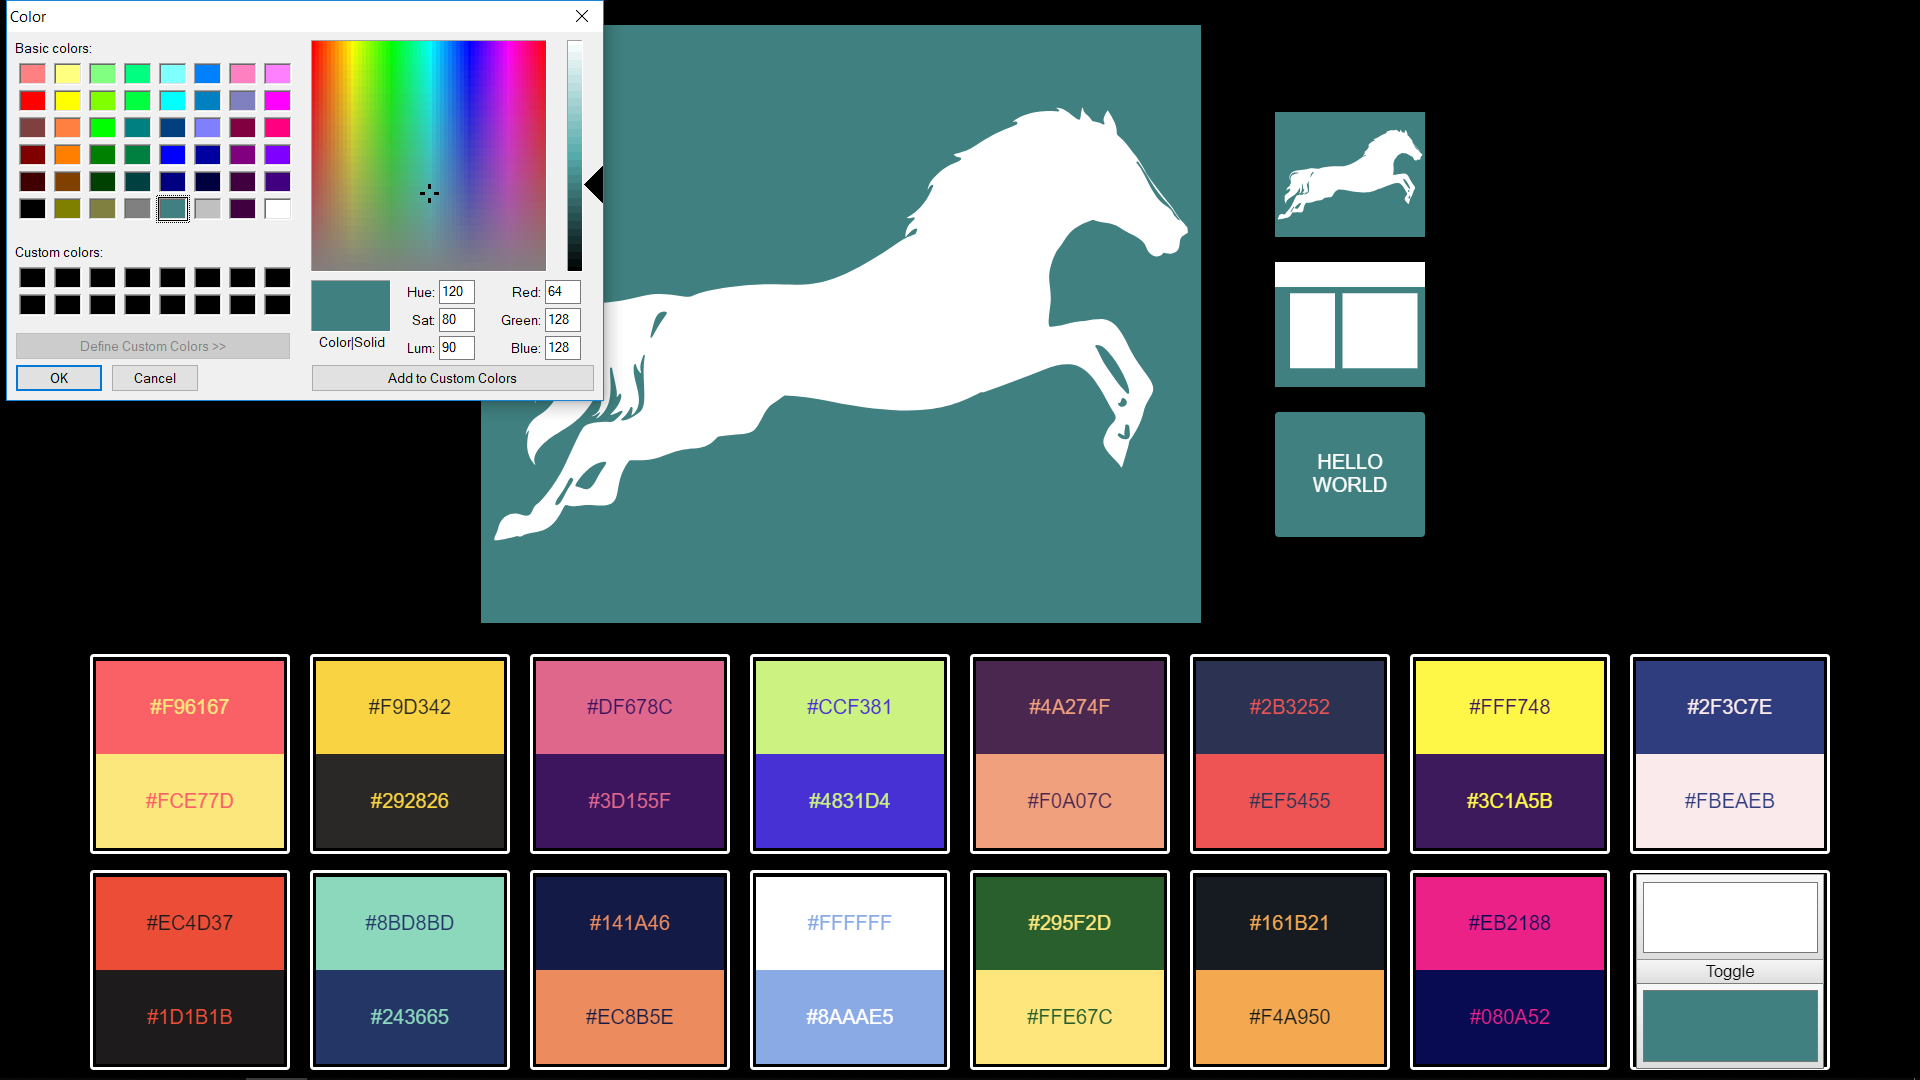 Color
Basic colors:
Custom colors:
Define Custom Colors >>
OK
Cancel
Color|Solid
Hue: 120
Sat: 80
Lum: 90
Red: 64
Green: 128
Blue: 128
Add to Custom Colors
HELLO
WORLD
#F96167
#FCE77D
#F9D342
#292826
#DF678C
#3D155F
#CCF381
#4831D4
#4A274F
#F0A07C
#2B3252
#EF5455
#FFF748
#3C1A5B
#2F3C7E
#FBEAEB
#EC4D37
#1D1B1B
#8BD8BD
#243665
#141A46
#EC8B5E
#FFFFFF
#8AAAE5
#295F2D
#FFE67C
#161B21
#F4A950
#EB2188
#080A52
Toggle